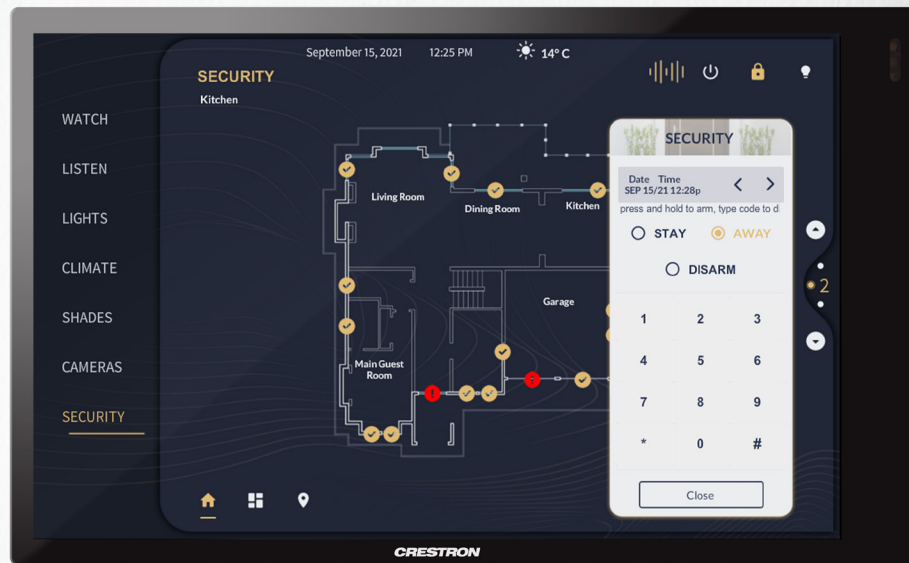 September 15, 2021 12:25 PM 14° C
SECURITY
Kitchen
WATCH
LISTEN
LIGHTS
CLIMATE
SHADES
CAMERAS
SECURITY
Living Room
Dining Room
Kitchen
Garage
Main Guest
Room
SECURITY
Date Time
SEP 15/21 12:28p
press and hold to arm, type code to di
STAY
AWAY
DISARM
1 2 3
4 5 6
7 8 9
* 0 #
Close
2
CRESTRON